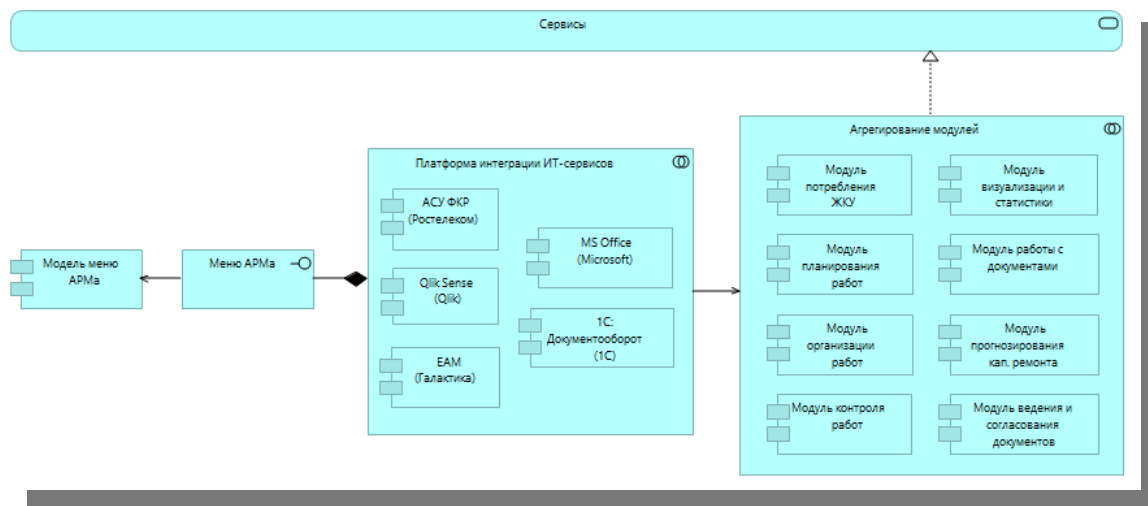 Сервисы
Модель меню
АРМа
Меню АРМа
Платформа интеграции ИТ-сервисов
АСУ ФКР
(Ростелеком)
Qlik Sense
(Qlik)
EAM
(Галактика)
MS Office
(Microsoft)
1С:
Документооборот
(1С)
Агрегирование модулей
Модуль
потребления
ЖКУ
Модуль
визуализации и
статистики
Модуль
планирования
работ
Модуль работы с
документами
Модуль
организации
работ
Модуль
прогнозирования
кап. ремонта
Модуль контроля
работ
Модуль ведения и
согласования
документов